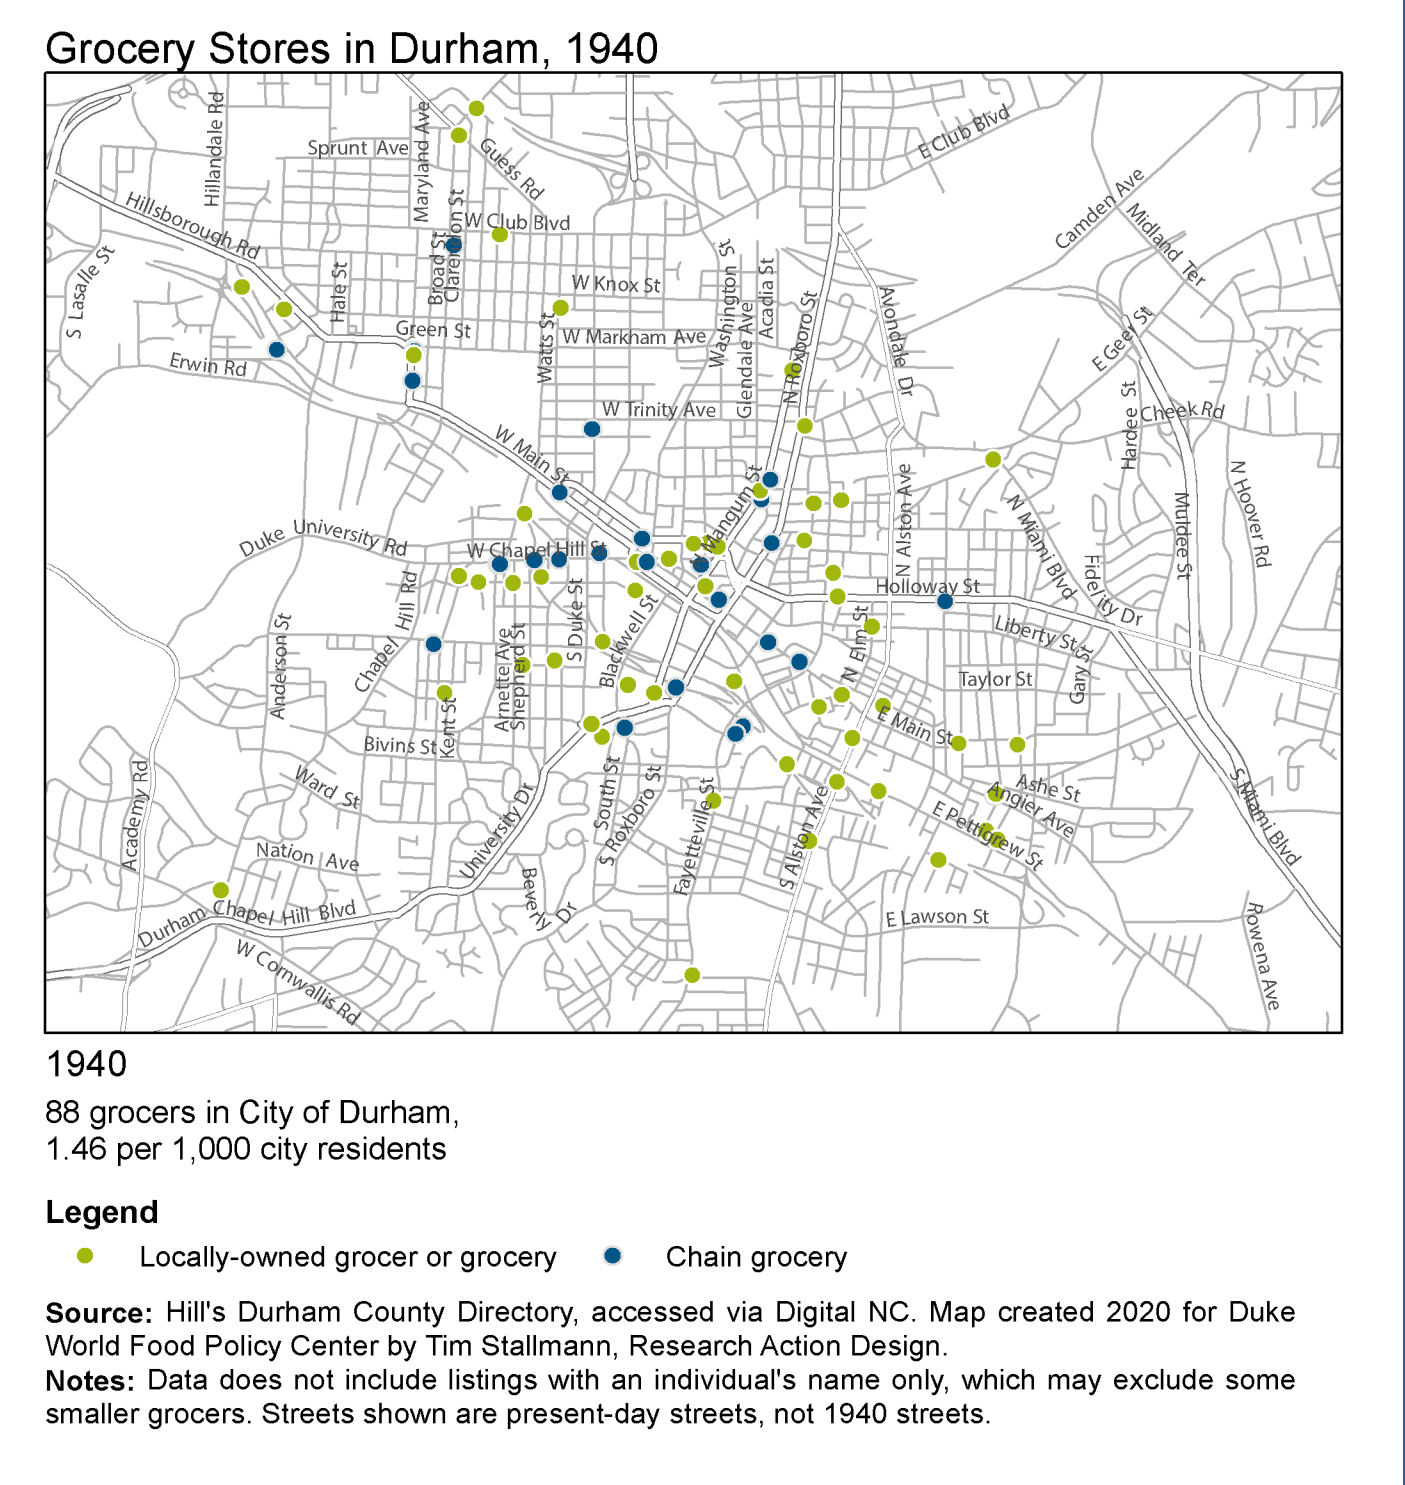 Grocery Stores in Durham, 1940
Hillandale Rd
Sprunt Ave
Maryland Ave
Guess Rd
E Club Blvd
Camden Ave
Midland Ter
Hillsborough Rd
W Club Blvd
Broad St
Clarendon St
S Lasalle St
Hale St
W Knox St
Washington St
Acadia St
Glendale Ave
N Roxboro St
Avondale Dr
E Geer St
Green St
Watts St
W Markham Ave
Erwin Rd
W Trinity Ave
Hardee St
Cheek Rd
W Main St
N Mangum St
N Alston Ave
N Miami Blvd
Muldee St
N Hoover Rd
Duke University Rd
W Chapel Hill St
Holloway St
Fidelity Dr
Liberty St
Chapel Hill Rd
Anderson St
Arnette Ave
Shepherd St
S Duke St
Blackwell St
N Elm St
Taylor St
Gary St
Kent St
Bivins St
E Main St
Ward St
Academy Rd
University Dr
South St
S Roxboro St
Fayetteville St
S Alston Ave
Ashe St
Angier Ave
E Pettigrew St
S Miami Blvd
Nation Ave
Beverly Dr
Durham Chapel Hill Blvd
E Lawson St
Rowena Ave
W Cornwallis Rd
1940
88 grocers in City of Durham,
1.46 per 1,000 city residents
Legend
Locally-owned grocer or grocery Chain grocery
Source: Hill's Durham County Directory, accessed via Digital NC. Map created 2020 for Duke
World Food Policy Center by Tim Stallmann, Research Action Design.
Notes: Data does not include listings with an individual's name only, which may exclude some
smaller grocers. Streets shown are present-day streets, not 1940 streets.